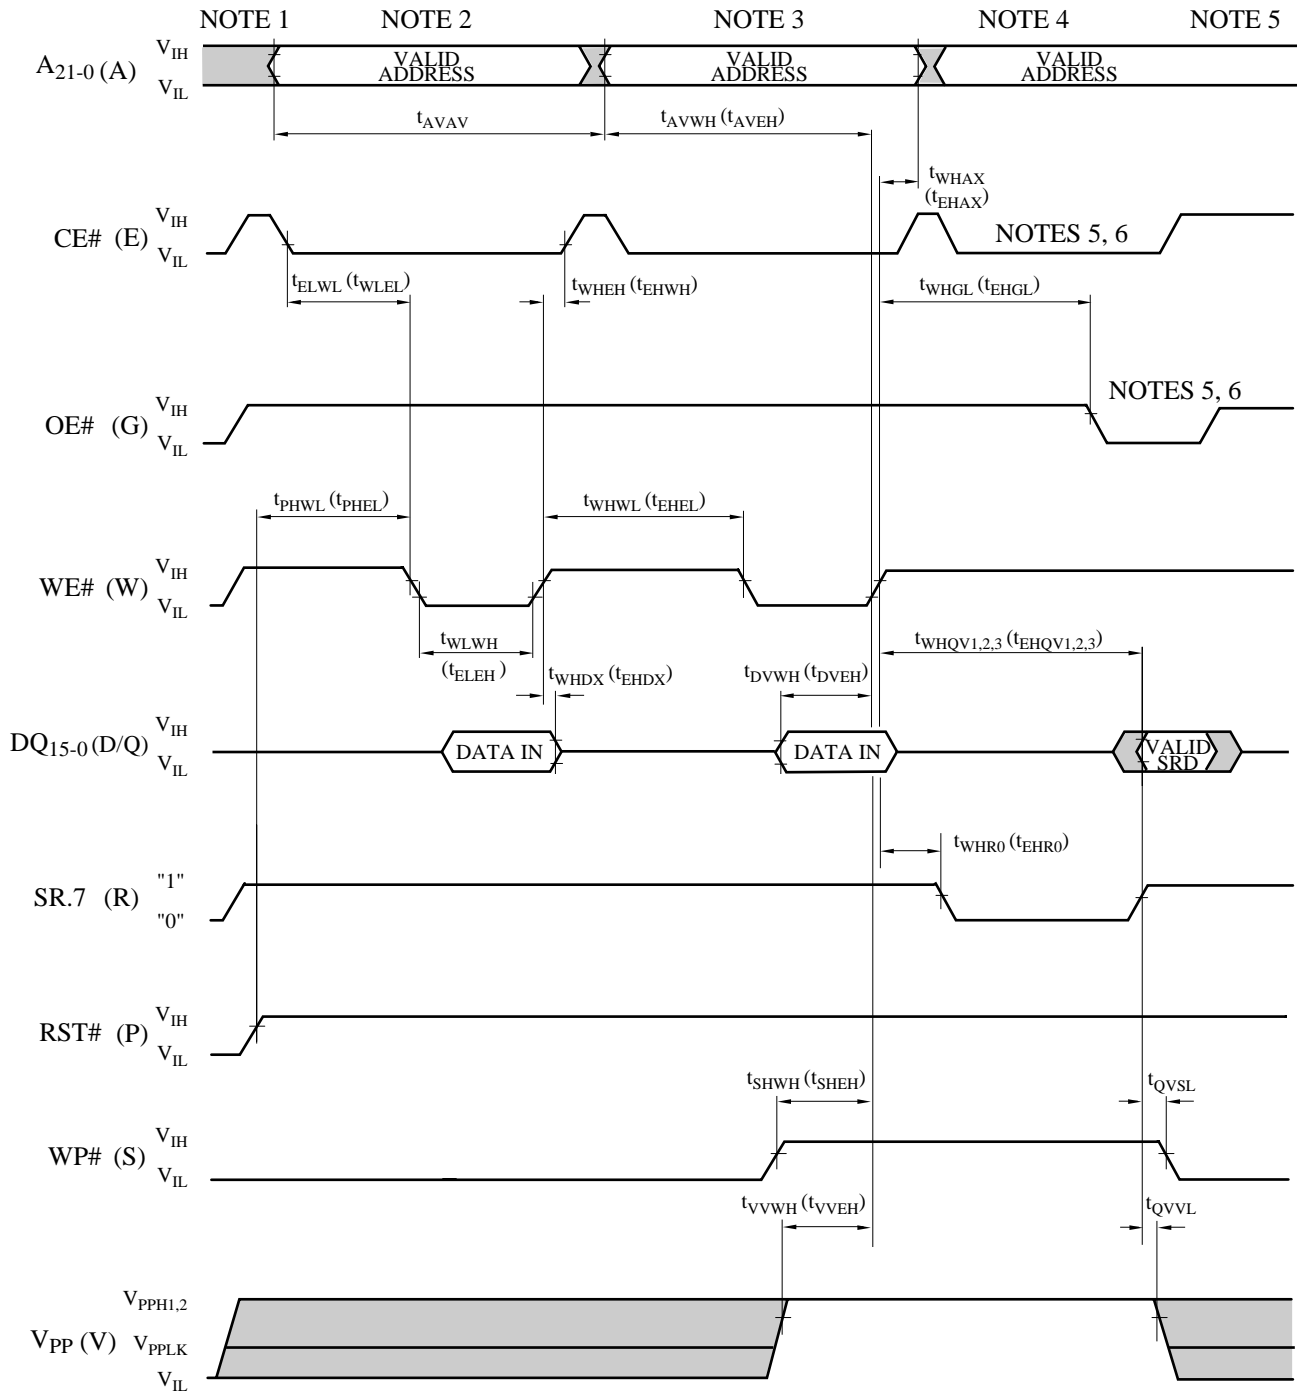 NOTE 1 NOTE 2 NOTE 3 NOTE 4 NOTE 5
A21-0 (A) VIH VIL
VALID ADDRESS VALID ADDRESS VALID ADDRESS
tAVAV tAVWH (tAVEH)
tWHAX
(tEHAX)
CE# (E) VIH VIL
NOTES 5, 6
tELWL (tWLEL) tWHEH (tEHWH) tWHGL (tEHGL)
OE# (G) VIH VIL
NOTES 5, 6
tPHWL (tPHEL) tWHWL (tEHEL)
WE# (W) VIH VIL
tWLWH
(tELEH )
tWHDX (tEHDX) tDVWH (tDVEH) tWHQV1,2,3 (tEHQV1,2,3)
DQ15-0 (D/Q) VIH VIL
DATA IN DATA IN VALID SRD
tWHR0 (tEHR0)
SR.7 (R) "1" "0"
RST# (P) VIH VIL
tSHWH (tSHEH) tQVSL
WP# (S) VIH VIL
tVVWH (tVVEH) tQVVL
VPP (V) VPPH1,2 VPPLK VIL